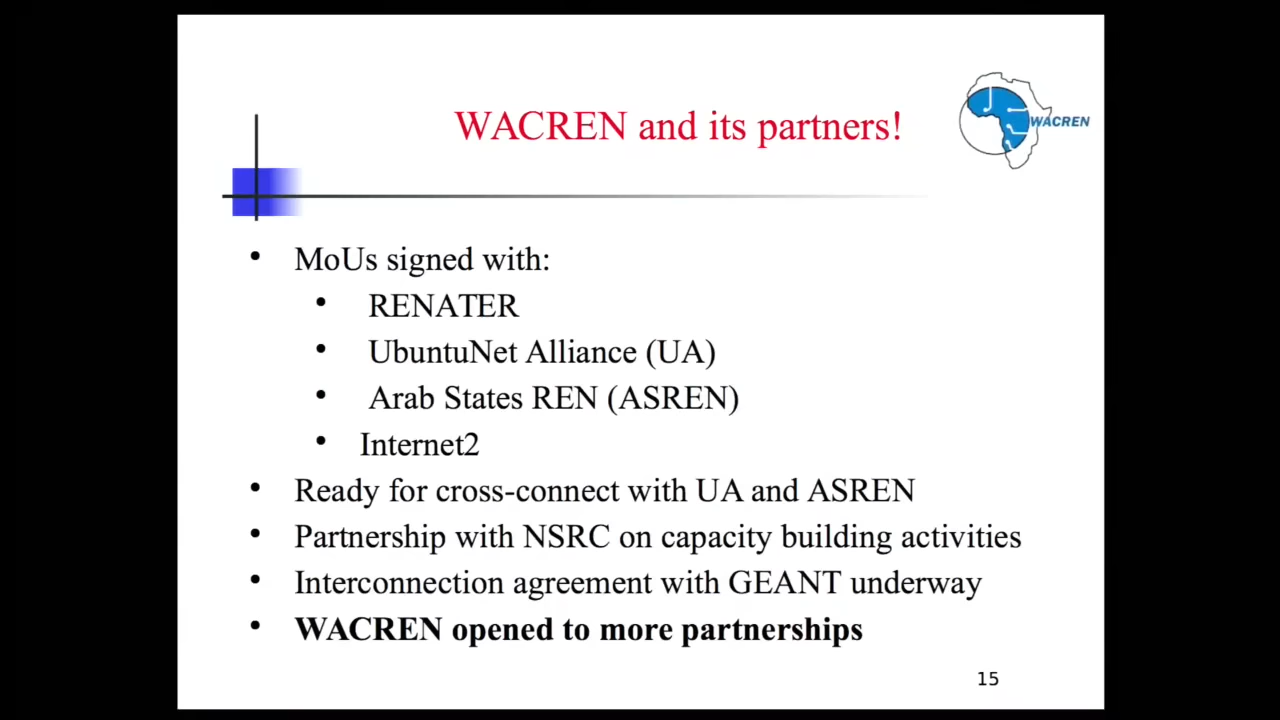 WACREN and its partners!
WACREN
• MoUs signed with:
• RENATER
• UbuntuNet Alliance (UA)
• Arab States REN (ASREN)
• Internet2
• Ready for cross-connect with UA and ASREN
• Partnership with NSRC on capacity building activities
• Interconnection agreement with GEANT underway
• WACREN opened to more partnerships
15